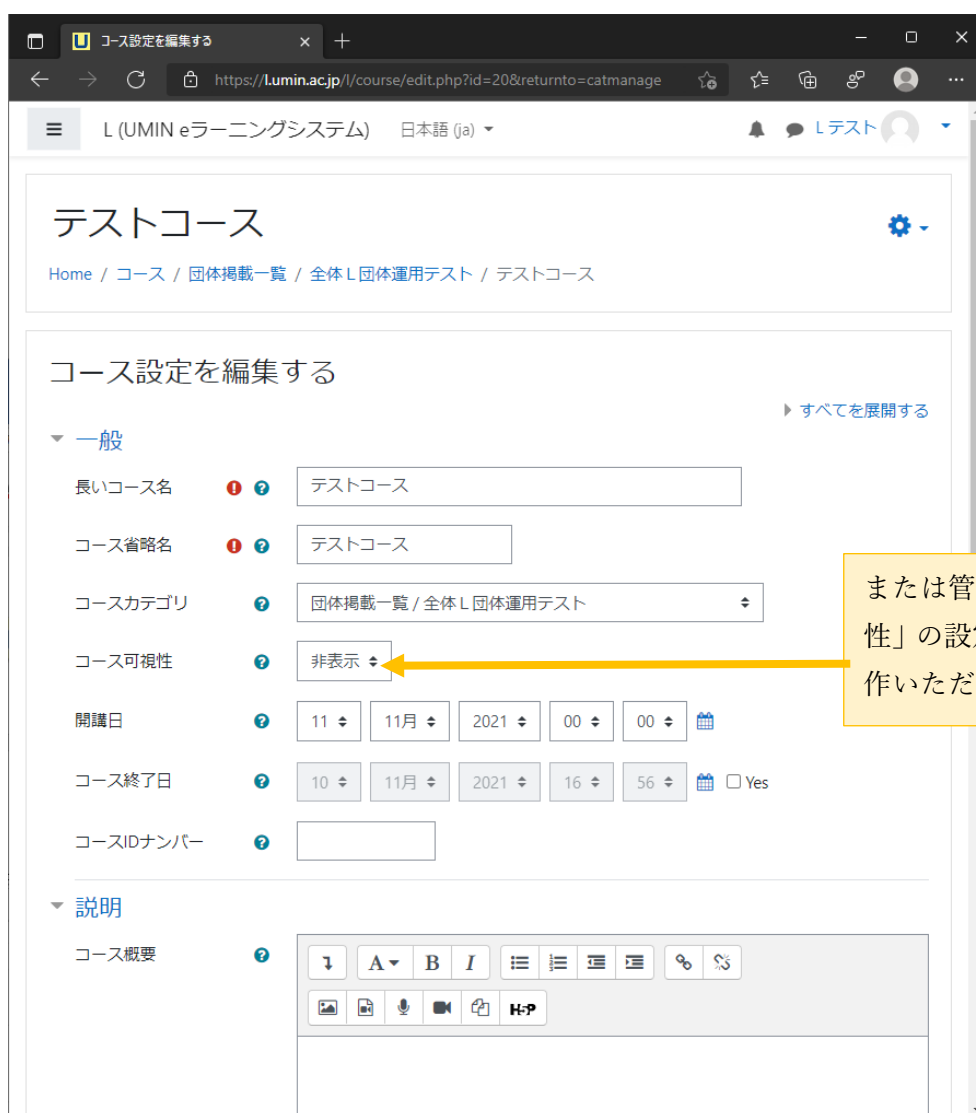 コース設定を編集する
https://l.umin.ac.jp/l/course/edit.php?id=20&returnto=catmanage
L (UMIN eラーニングシステム) 日本語 (ja)
L テスト
テストコース
Home / コース / 団体掲載一覧 / 全体L団体運用テスト / テストコース
コース設定を編集する
すべてを展開する
一般
長いコース名 テストコース
コース省略名 テストコース
コースカテゴリ 団体掲載一覧 / 全体L団体運用テスト
または管
コース可視性 非表示
性」の設
作いただ
開講日 11 11月 2021 00 00
コース終了日 10 11月 2021 16 56 Yes
コースIDナンバー
説明
コース概要
A B I
H-P